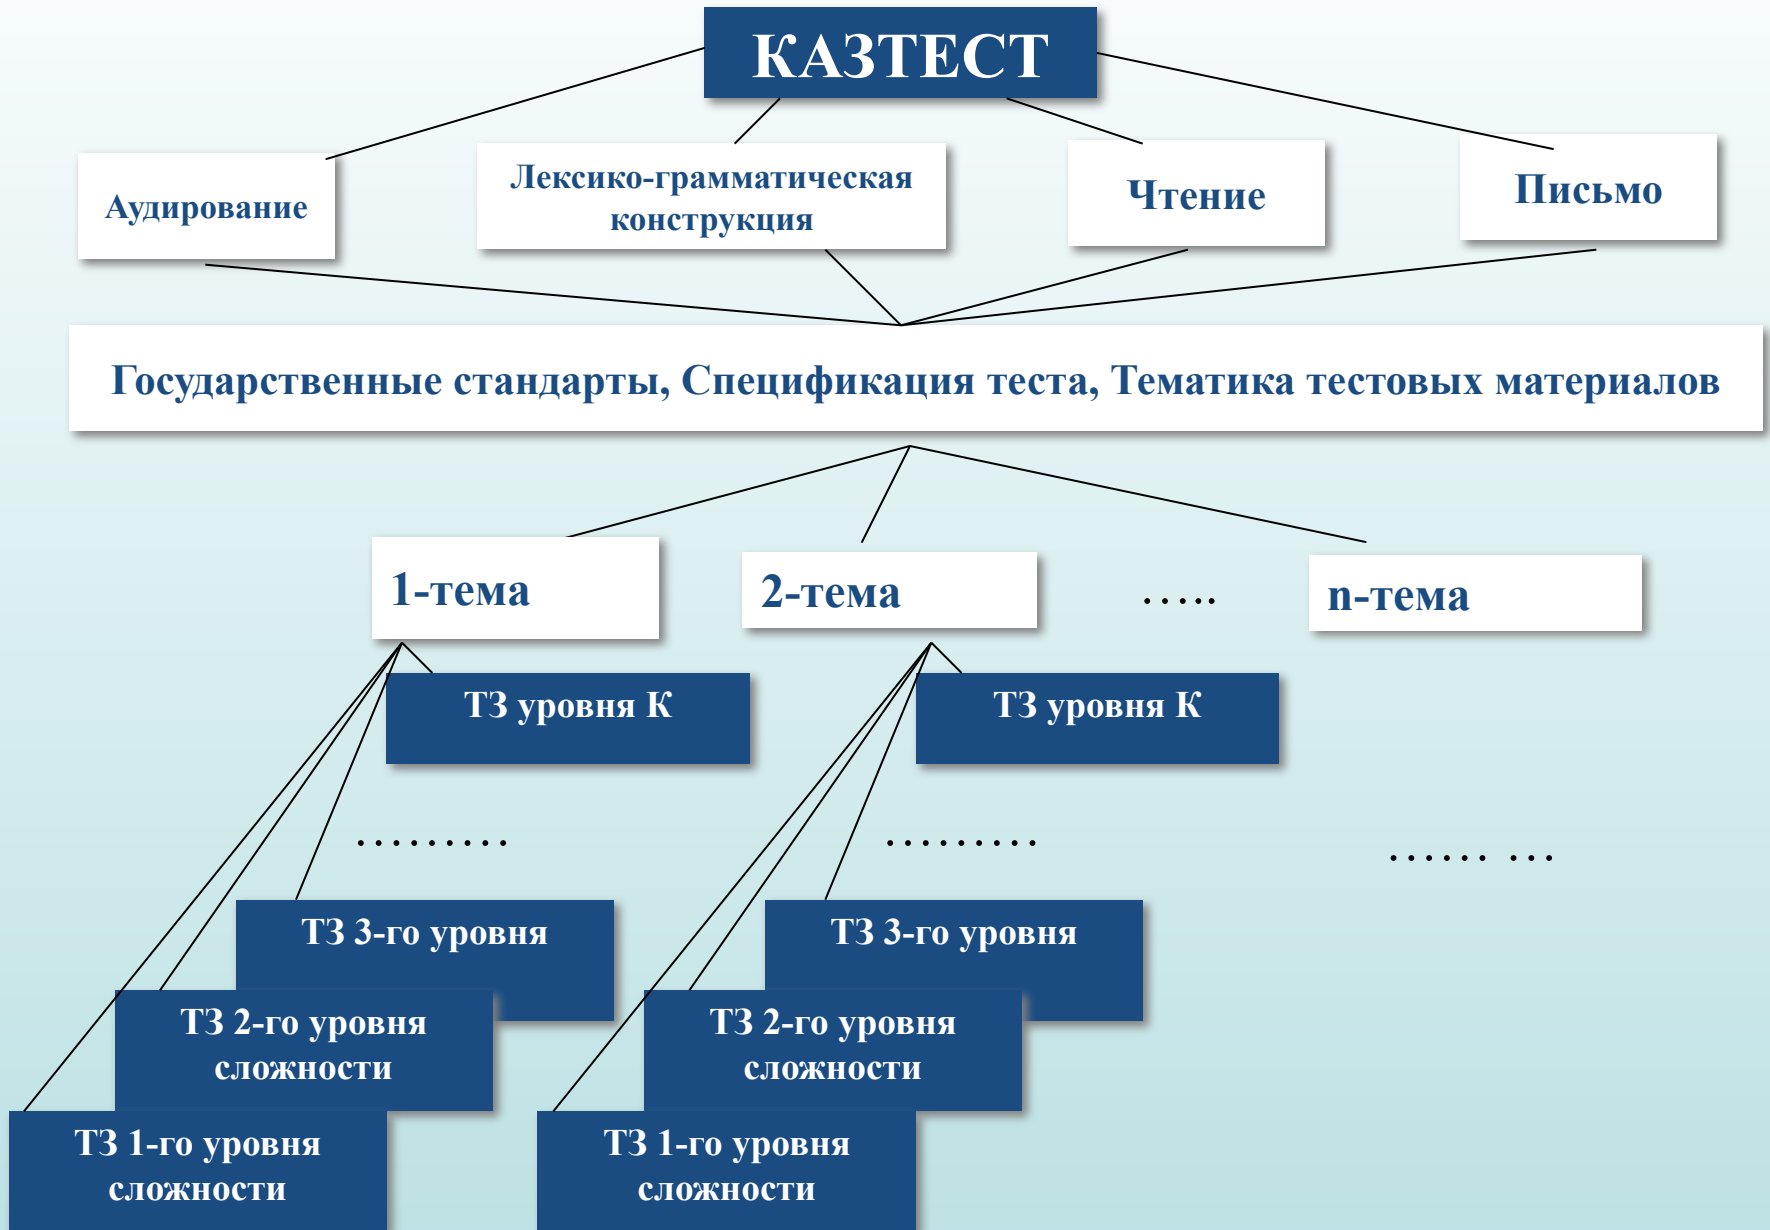 КАЗТЕСТ
Аудирование
Лексико-грамматическая
конструкция
Чтение
Письмо
Государственные стандарты, Спецификация теста, Тематика тестовых материалов
1-тема
2-тема
…..
n-тема
ТЗ уровня К
ТЗ уровня К
………
………
…… …
ТЗ 3-го уровня
ТЗ 3-го уровня
ТЗ 2-го уровня
сложности
ТЗ 2-го уровня
сложности
ТЗ 1-го уровня
сложности
ТЗ 1-го уровня
сложности